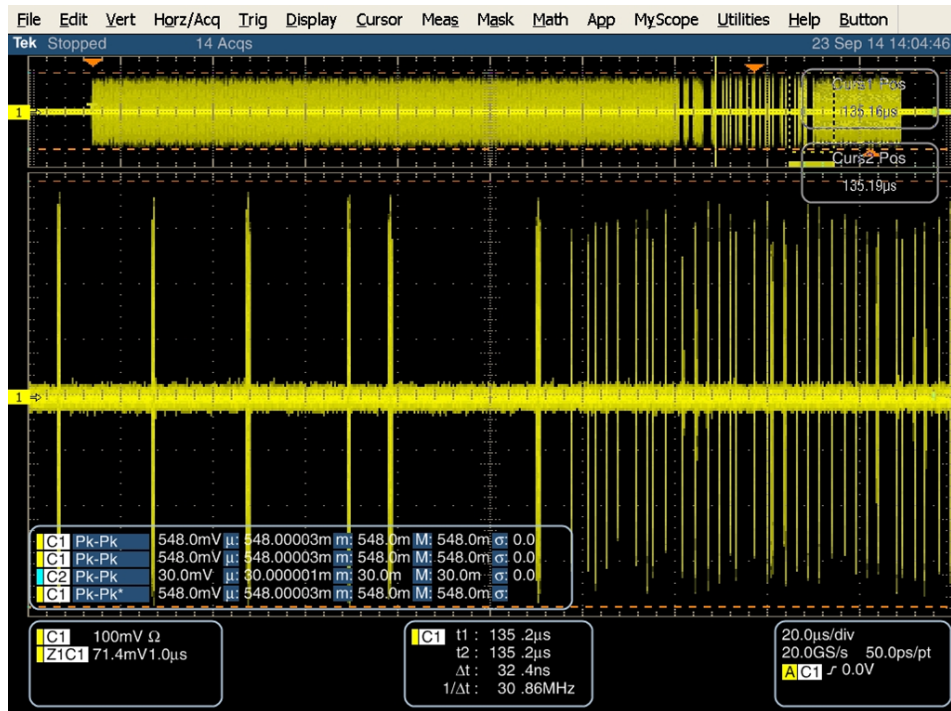 File Edit Vert Horz/Acq Trig Display Cursor Meas Mask Math App MyScope Utilities Help Button
Tek Stopped 14 Acqs 23 Sep 14 14:04:46
Curs1 Pos
1
135.16µs
Curs2 Pos
135.19µs
1
C1 Pk-Pk 548.0mV µ: 548.00003m m: 548.0m M: 548.0m σ: 0.0
C1 Pk-Pk 548.0mV µ: 548.00003m m: 548.0m M: 548.0m σ: 0.0
C2 Pk-Pk 30.0mV µ: 30.000001m m: 30.0m M: 30.0m σ: 0.0
C1 Pk-Pk* 548.0mV µ: 548.00003m m: 548.0m M: 548.0m σ:
C1 100mV Ω
Z1C1 71.4mV 1.0µs
C1 t1 : 135 .2µs
t2 : 135 .2µs
Δt : 32 .4ns
1/Δt : 30 .86MHz
20.0µs/div
20.0GS/s 50.0ps/pt
A C1 0.0V